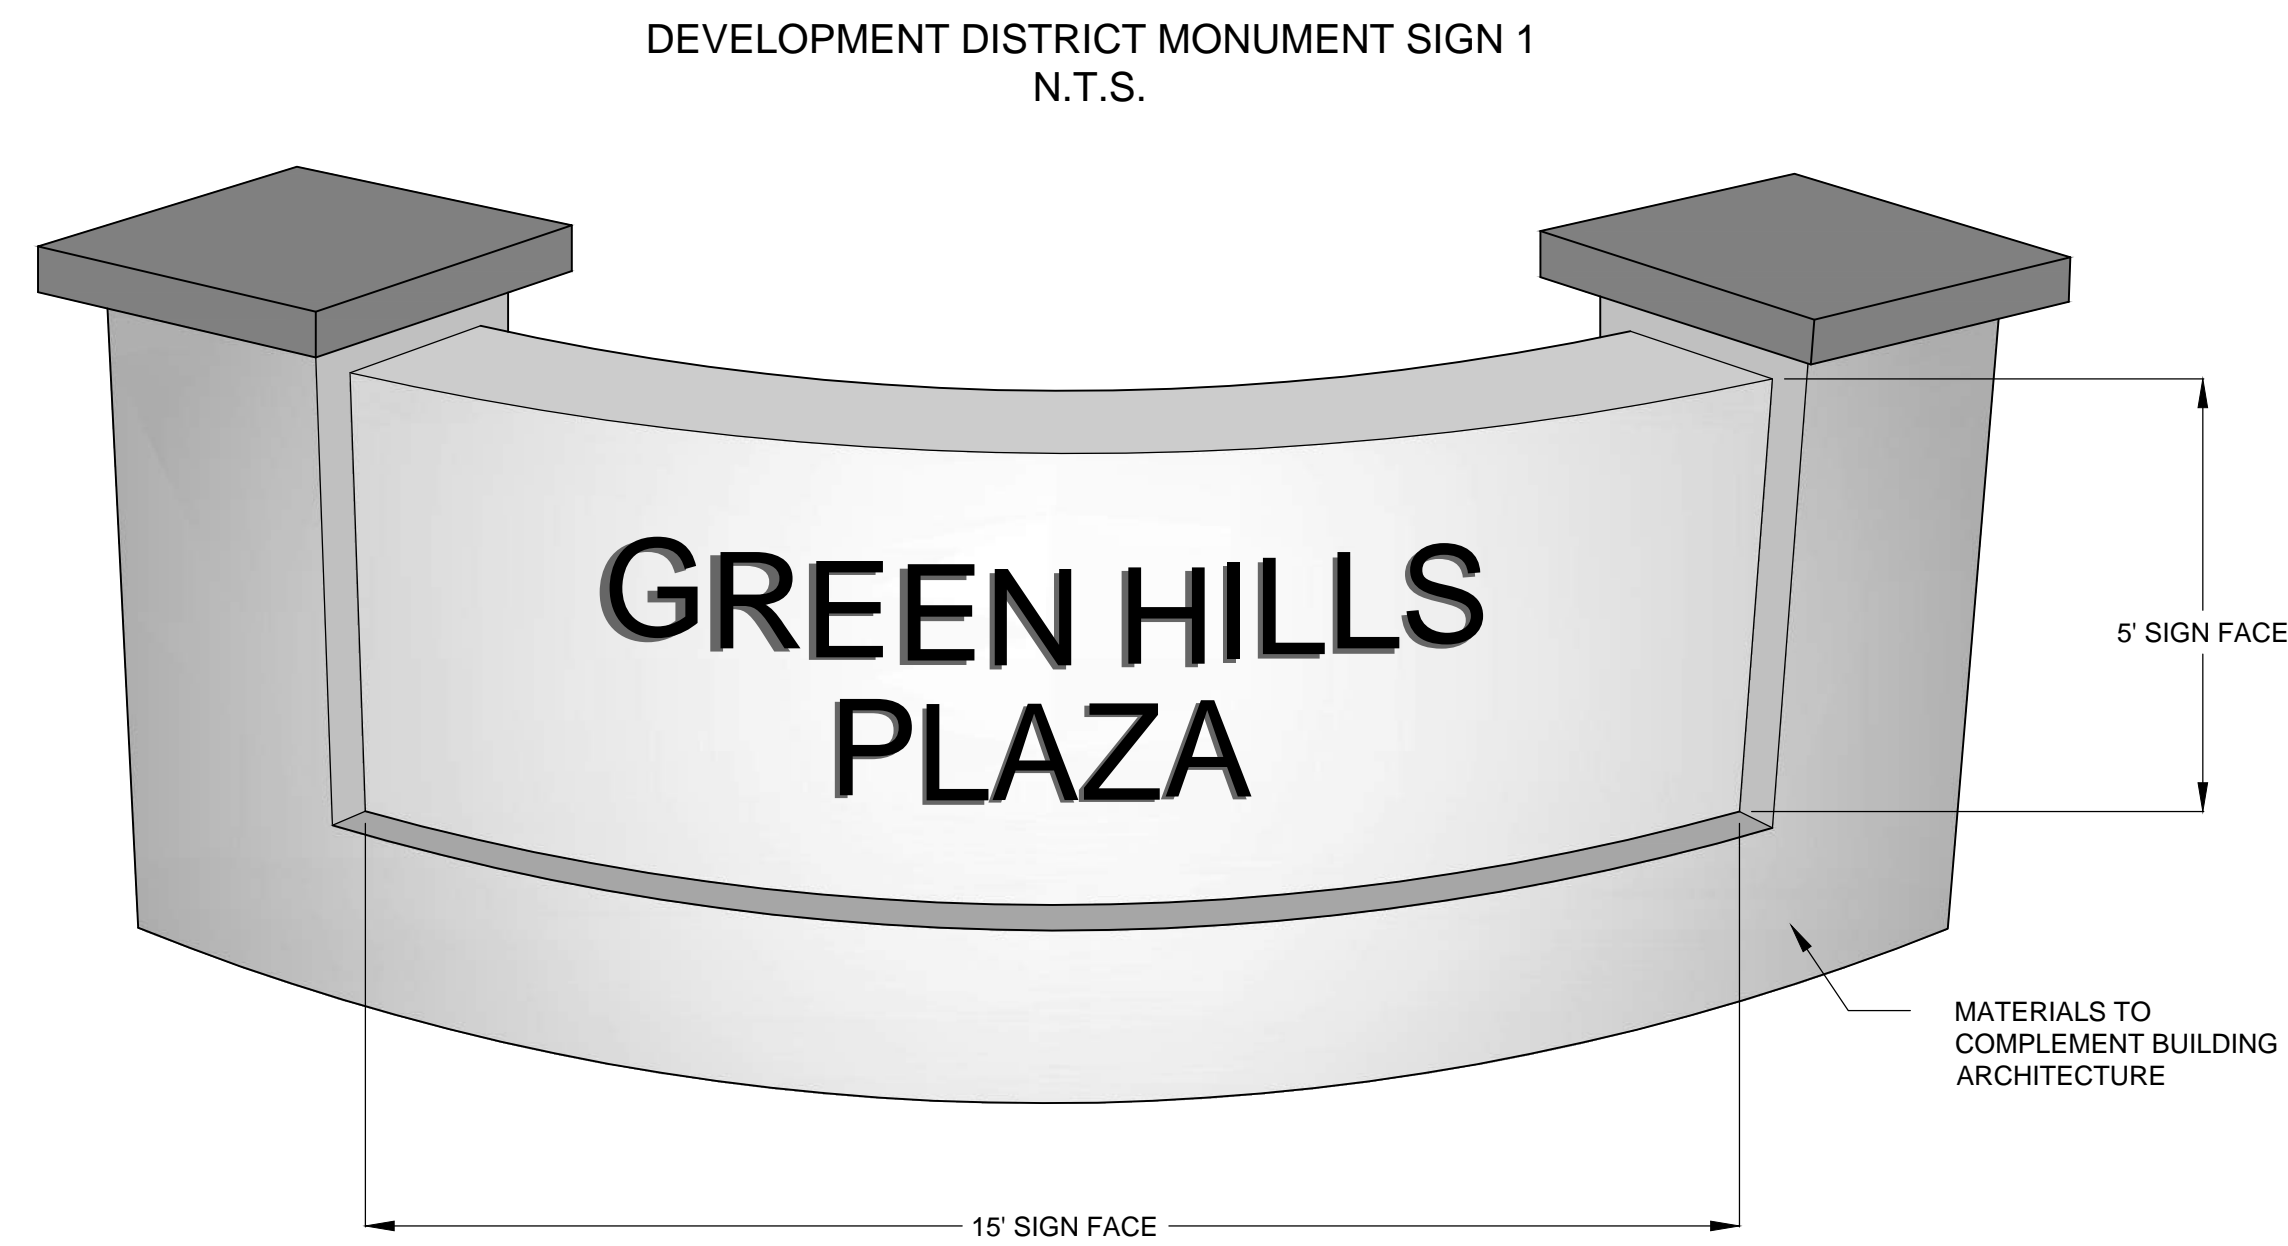 DEVELOPMENT DISTRICT MONUMENT SIGN 1
N.T.S.
GREEN HILLS
PLAZA
5' SIGN FACE
MATERIALS TO
COMPLEMENT BUILDING
ARCHITECTURE
15' SIGN FACE